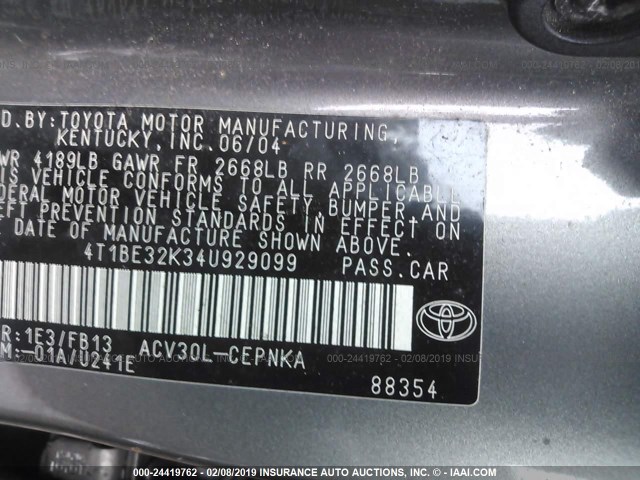 D. BY: TOYOTA MOTOR MANUFACTURING,
KENTUCKY, INC. 06/04
WR 4189LB GAWR FR 2668LB RR 2668LB
IS VEHICLE CONFORMS TO ALL APPLICABLE
DERAL MOTOR VEHICLE SAFETY, BUMPER, AND
EFT PREVENTION STANDARDS IN EFFECT ON
E DATE OF MANUFACTURE SHOWN ABOVE.
4T1BE32K34U929099 PASS.CAR
R: 1E3/FB13 ACV30L-CEPNKA
M: 01A/U241E
88354
TOYOTA
000-24419762 - 02/08/2019 INSURANCE AUTO AUCTIONS, INC. - © - IAAI.COM